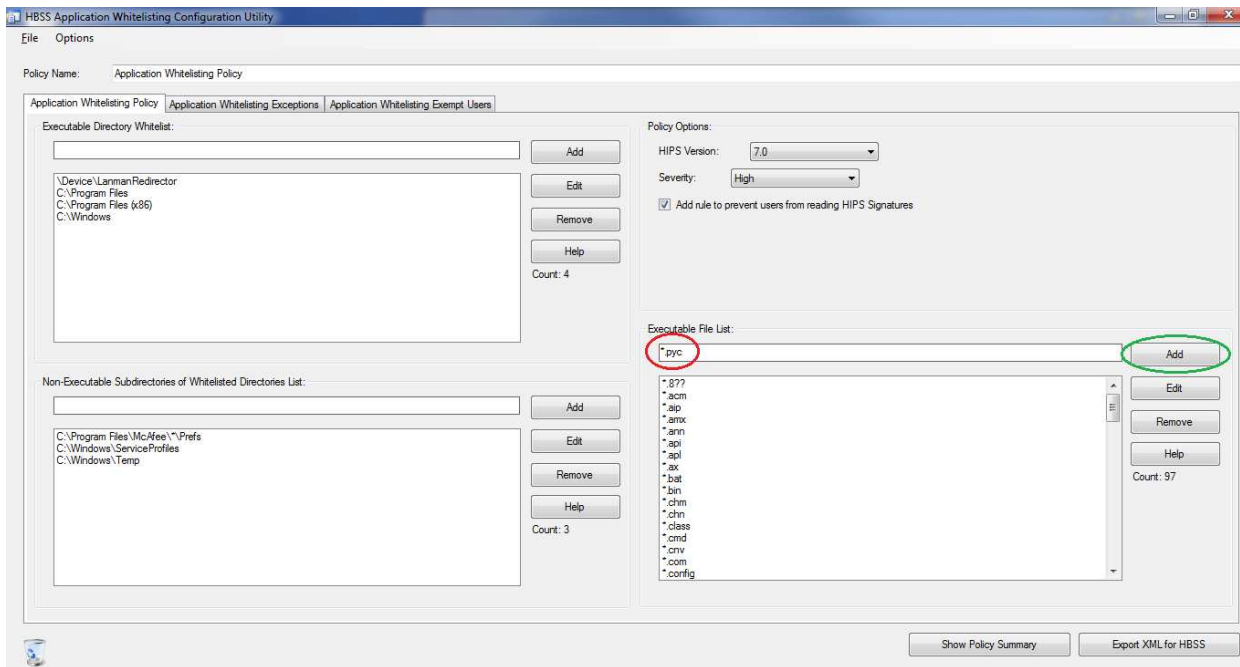 HBSS Application Whitelisting Configuration Utility
File Options
Policy Name: Application Whitelisting Policy
Application Whitelisting Policy Application Whitelisting Exceptions Application Whitelisting Exempt Users
Executable Directory Whitelist:
Add
\Device\LanmanRedirector
C:\Program Files
C:\Program Files (x86)
C:\Windows
Edit
Remove
Help
Count: 4
Non-Executable Subdirectories of Whitelisted Directories List:
Add
C:\Program Files\McAfee\*\Prefs
C:\Windows\ServiceProfiles
C:\Windows\Temp
Edit
Remove
Help
Count: 3
Policy Options:
HIPS Version: 7.0
Severity: High
Add rule to prevent users from reading HIPS Signatures
Executable File List:
*.pyc
Add
*.8??
*.acm
*.aip
*.amx
*.ann
*.api
*.apl
*.ax
*.bat
*.bin
*.chm
*.chn
*.class
*.cmd
*.cnv
*.com
*.config
Edit
Remove
Help
Count: 97
Show Policy Summary
Export XML for HBSS